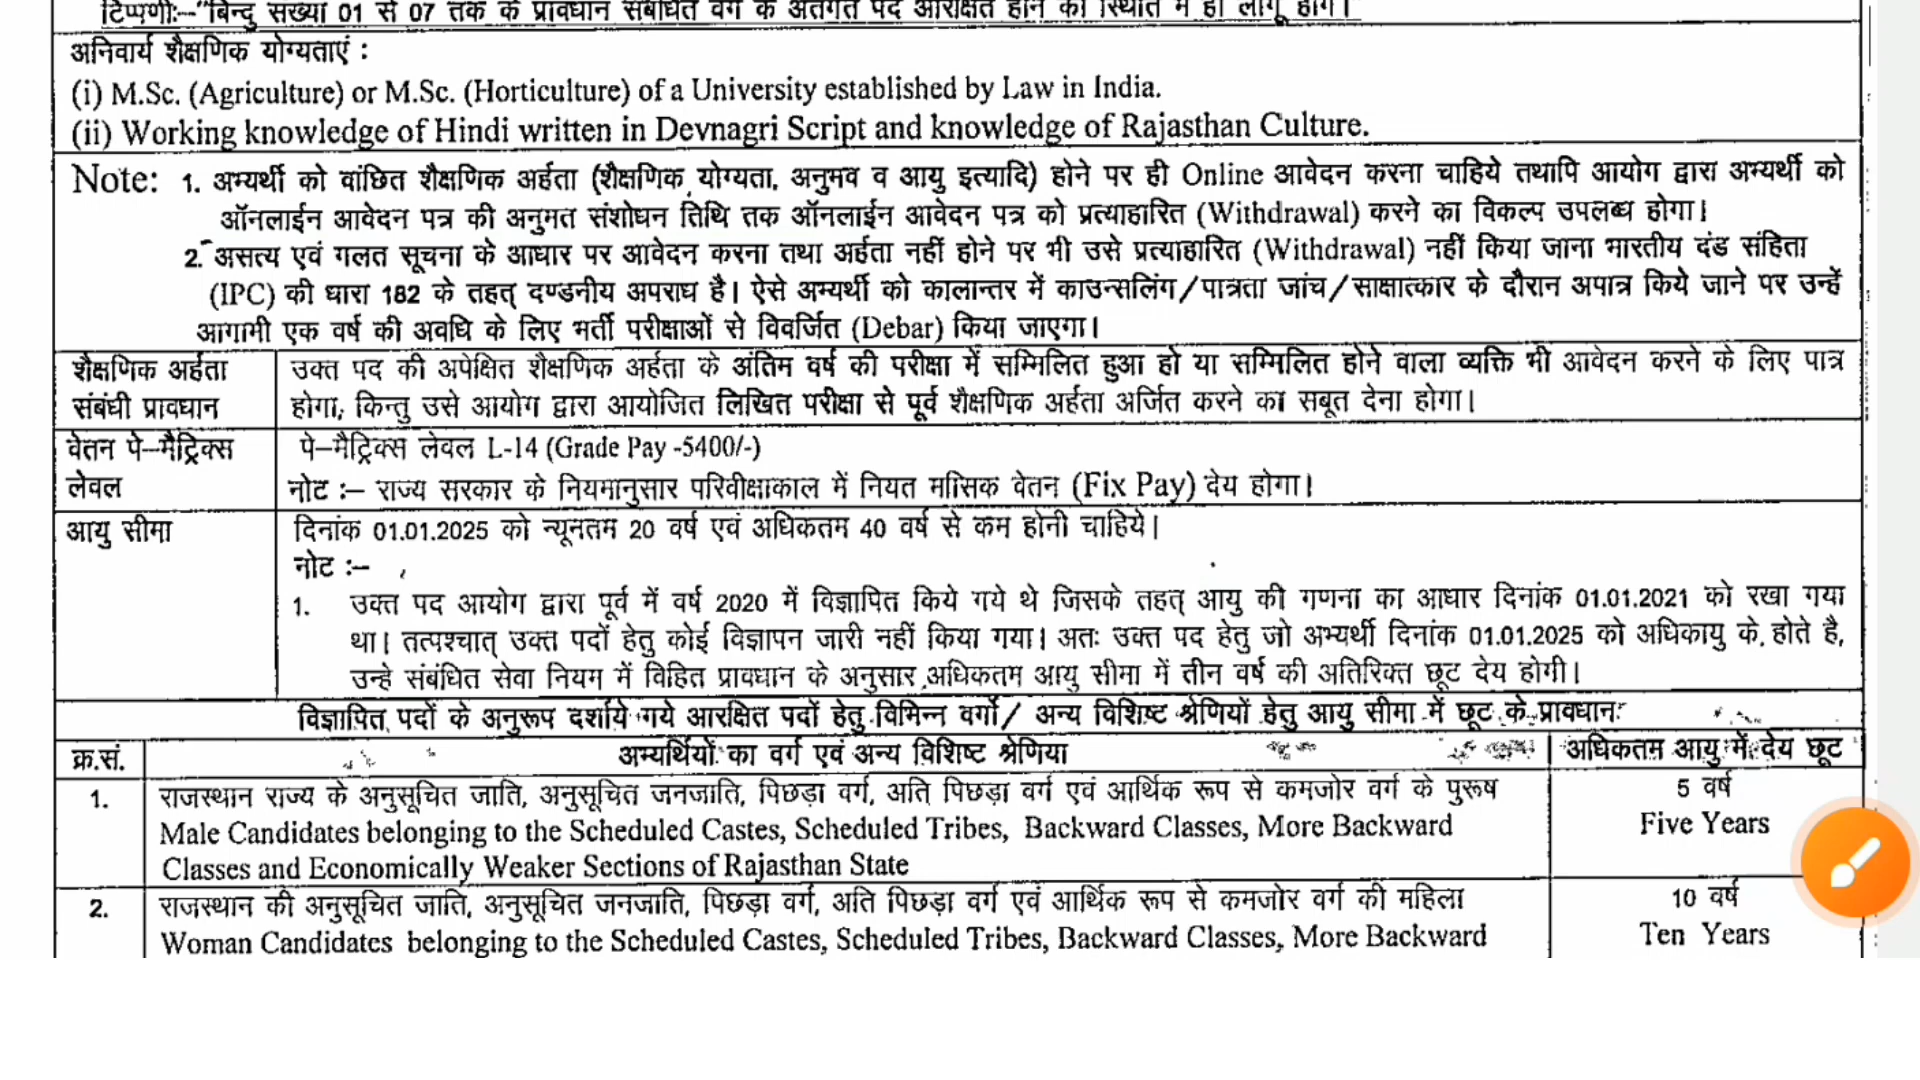 टिप्पणीः–"बिन्दु संख्या 01 से 07 तक के प्रावधान संबंधित वर्ग के अंतर्गत पद आरक्षित होने की स्थिति में ही लागू होंगे।
अनिवार्य शैक्षणिक योग्यताएं :
(i) M.Sc. (Agriculture) or M.Sc. (Horticulture) of a University established by Law in India.
(ii) Working knowledge of Hindi written in Devnagri Script and knowledge of Rajasthan Culture.
Note: 1. अभ्यर्थी को वांछित शैक्षणिक अर्हता (शैक्षणिक योग्यता, अनुभव व आयु इत्यादि) होने पर ही Online आवेदन करना चाहिये तथापि आयोग द्वारा अभ्यर्थी को
ऑनलाईन आवेदन पत्र की अनुमत संशोधन तिथि तक ऑनलाईन आवेदन पत्र को प्रत्याहारित (Withdrawal) करने का विकल्प उपलब्ध होगा।
2. असत्य एवं गलत सूचना के आधार पर आवेदन करना तथा अर्हता नहीं होने पर भी उसे प्रत्याहारित (Withdrawal) नहीं किया जाना भारतीय दंड संहिता
(IPC) की धारा 182 के तहत् दण्डनीय अपराध है। ऐसे अभ्यर्थी को कालान्तर में काउन्सलिंग/पात्रता जांच/साक्षात्कार के दौरान अपात्र किये जाने पर उन्हें
आगामी एक वर्ष की अवधि के लिए भर्ती परीक्षाओं से विवर्जित (Debar) किया जाएगा।
शैक्षणिक अर्हता संबंधी प्रावधान
उक्त पद की अपेक्षित शैक्षणिक अर्हता के अंतिम वर्ष की परीक्षा में सम्मिलित हुआ हो या सम्मिलित होने वाला व्यक्ति भी आवेदन करने के लिए पात्र
होगा, किन्तु उसे आयोग द्वारा आयोजित लिखित परीक्षा से पूर्व शैक्षणिक अर्हता अर्जित करने का सबूत देना होगा।
वेतन पे–मैट्रिक्स लेवल
पे–मैट्रिक्स लेवल L-14 (Grade Pay -5400/-)
नोट :– राज्य सरकार के नियमानुसार परिवीक्षाकाल में नियत मासिक वेतन (Fix Pay) देय होगा।
आयु सीमा
दिनांक 01.01.2025 को न्यूनतम 20 वर्ष एवं अधिकतम 40 वर्ष से कम होनी चाहिये।
नोट :–
1. उक्त पद आयोग द्वारा पूर्व में वर्ष 2020 में विज्ञापित किये गये थे जिसके तहत् आयु की गणना का आधार दिनांक 01.01.2021 को रखा गया
था। तत्पश्चात् उक्त पदों हेतु कोई विज्ञापन जारी नहीं किया गया। अतः उक्त पद हेतु जो अभ्यर्थी दिनांक 01.01.2025 को अधिकायु के होते है,
उन्हे संबंधित सेवा नियम में विहित प्रावधान के अनुसार अधिकतम आयु सीमा में तीन वर्ष की अतिरिक्त छूट देय होगी।
विज्ञापित पदों के अनुरूप दर्शाये गये आरक्षित पदों हेतु विभिन्न वर्गो/ अन्य विशिष्ट श्रेणियों हेतु आयु सीमा में छूट के प्रावधानः
क्र.सं. अभ्यर्थियों का वर्ग एवं अन्य विशिष्ट श्रेणिया अधिकतम आयु में देय छूट
1. राजस्थान राज्य के अनुसूचित जाति, अनुसूचित जनजाति, पिछड़ा वर्ग, अति पिछड़ा वर्ग एवं आर्थिक रूप से कमजोर वर्ग के पुरूष 5 वर्ष
Male Candidates belonging to the Scheduled Castes, Scheduled Tribes, Backward Classes, More Backward Five Years
Classes and Economically Weaker Sections of Rajasthan State
2. राजस्थान की अनुसूचित जाति, अनुसूचित जनजाति, पिछड़ा वर्ग, अति पिछड़ा वर्ग एवं आर्थिक रूप से कमजोर वर्ग की महिला 10 वर्ष
Woman Candidates belonging to the Scheduled Castes, Scheduled Tribes, Backward Classes, More Backward Ten Years